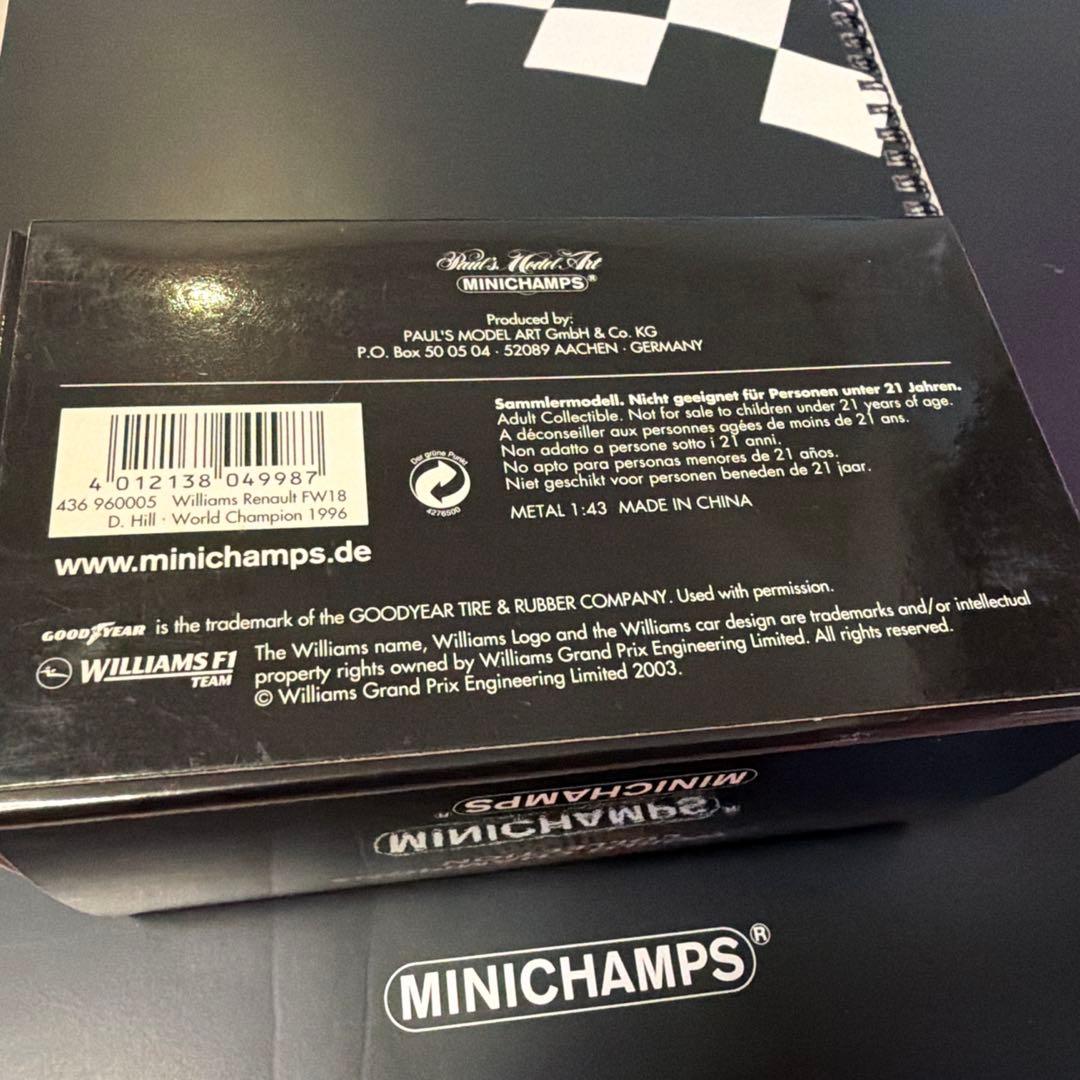 Paul's Model Art
MINICHAMPS®
Produced by:
PAUL'S MODEL ART GmbH & Co. KG
P.O. Box 50 05 04 · 52089 AACHEN · GERMANY
4 012138 049987
436 960005 Williams Renault FW18
D. Hill · World Champion 1996
www.minichamps.de
Der grüne Punkt
4276500
Sammlermodell. Nicht geeignet für Personen unter 21 Jahren.
Adult Collectible. Not for sale to children under 21 years of age.
A déconseiller aux personnes agées de moins de 21 ans.
Non adatto a persone sotto i 21 anni.
No apto para personas menores de 21 años.
Niet geschikt voor personen beneden de 21 jaar.
METAL 1:43 MADE IN CHINA
GOODYEAR is the trademark of the GOODYEAR TIRE & RUBBER COMPANY. Used with permission.
WILLIAMS F1
TEAM
The Williams name, Williams Logo and the Williams car design are trademarks and/or intellectual
property rights owned by Williams Grand Prix Engineering Limited. All rights reserved.
© Williams Grand Prix Engineering Limited 2003.
MINICHAMPS
MINICHAMPS
MINICHAMPS®